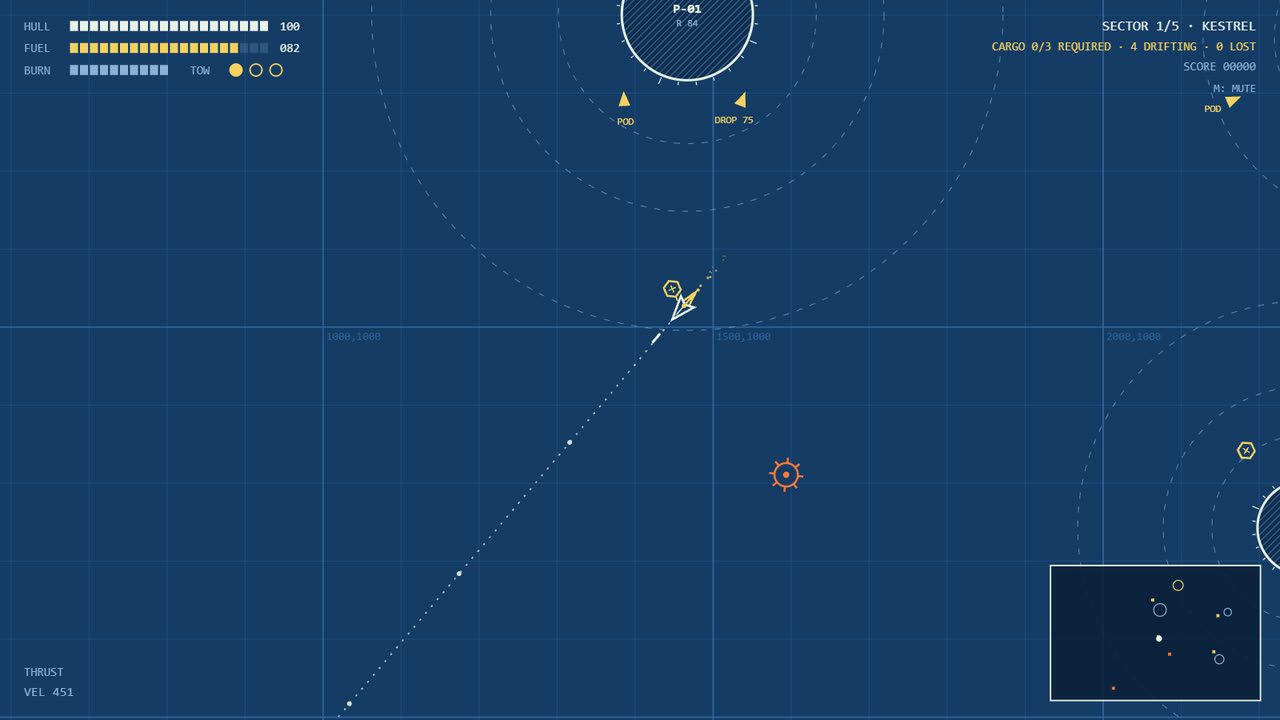 HULL 100
FUEL 082
BURN TOW
P-01
R 84
SECTOR 1/5 · KESTREL
CARGO 0/3 REQUIRED · 4 DRIFTING · 0 LOST
SCORE 00000
M: MUTE
POD
POD
DROP 75
1000,1000
1500,1000
2000,1000
THRUST
VEL 451